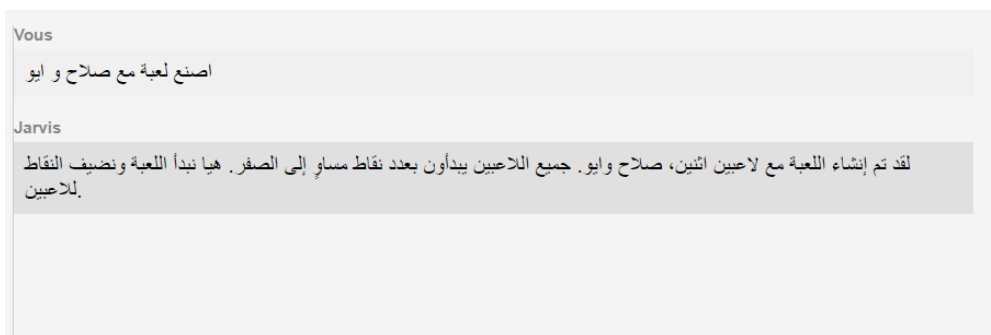 Vous
اصنع لعبة مع صلاح و ايو
Jarvis
لقد تم إنشاء اللعبة مع لاعبين اثنين، صلاح وايو. جميع اللاعبين يبدأون بعدد نقاط مساوٍ إلى الصفر. هيا نبدأ اللعبة ونضيف النقاط
للاعبين.